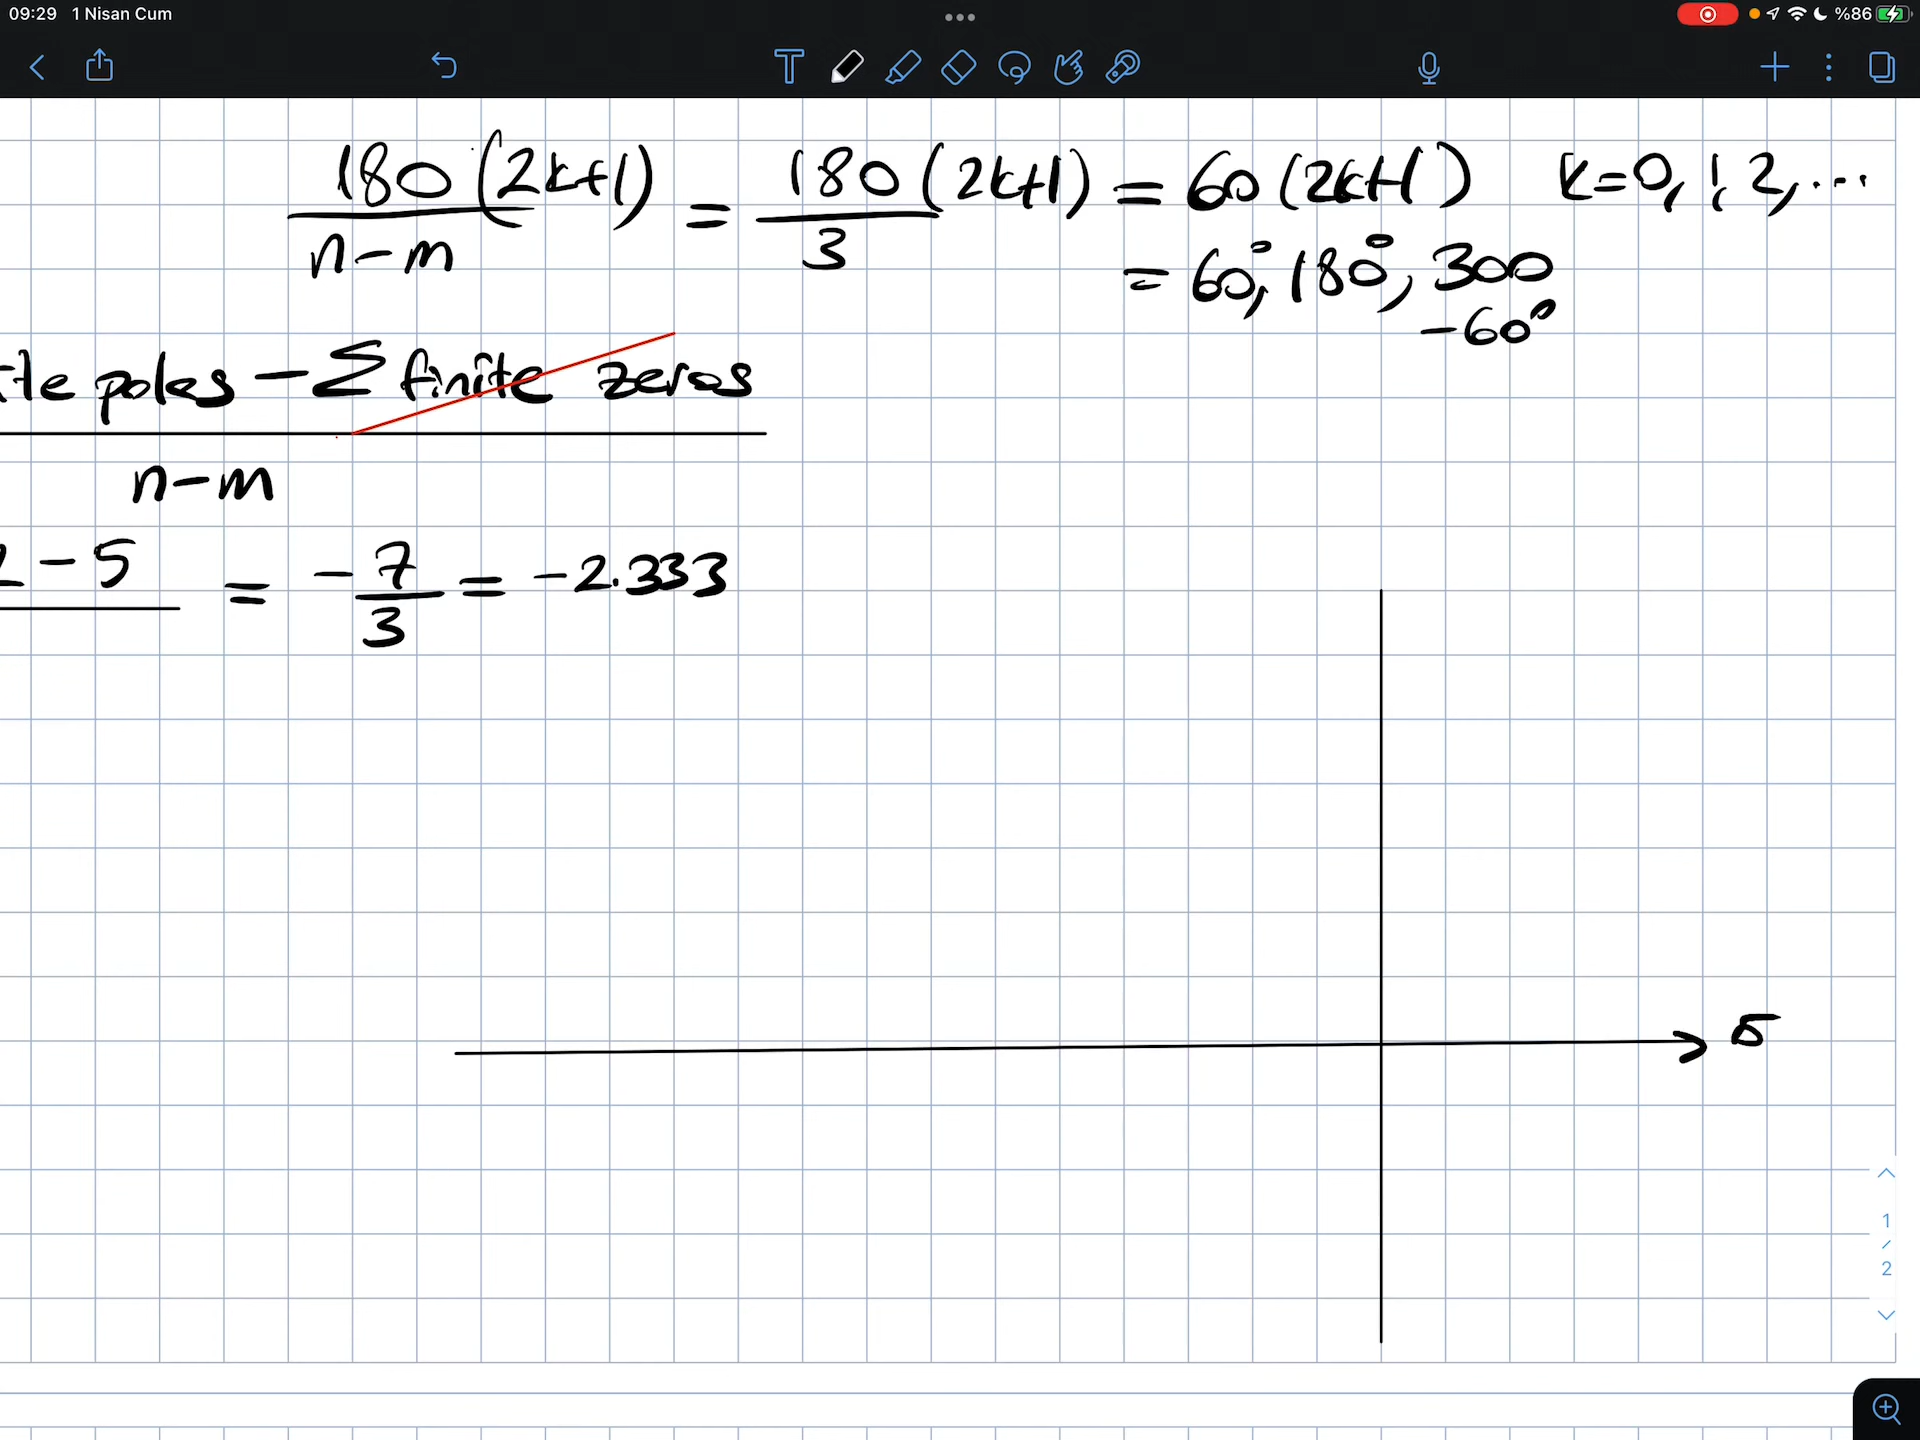 09:29 1 Nisan Cum
%86
180(2k+1)/n-m = 180(2k+1)/3 = 60(2k+1) k=0,1,2,...
= 60°, 180°, 300
-60°
poles - Σ finite zeros
n-m
-5 = -7/3 = -2.333
σ
1
/
2